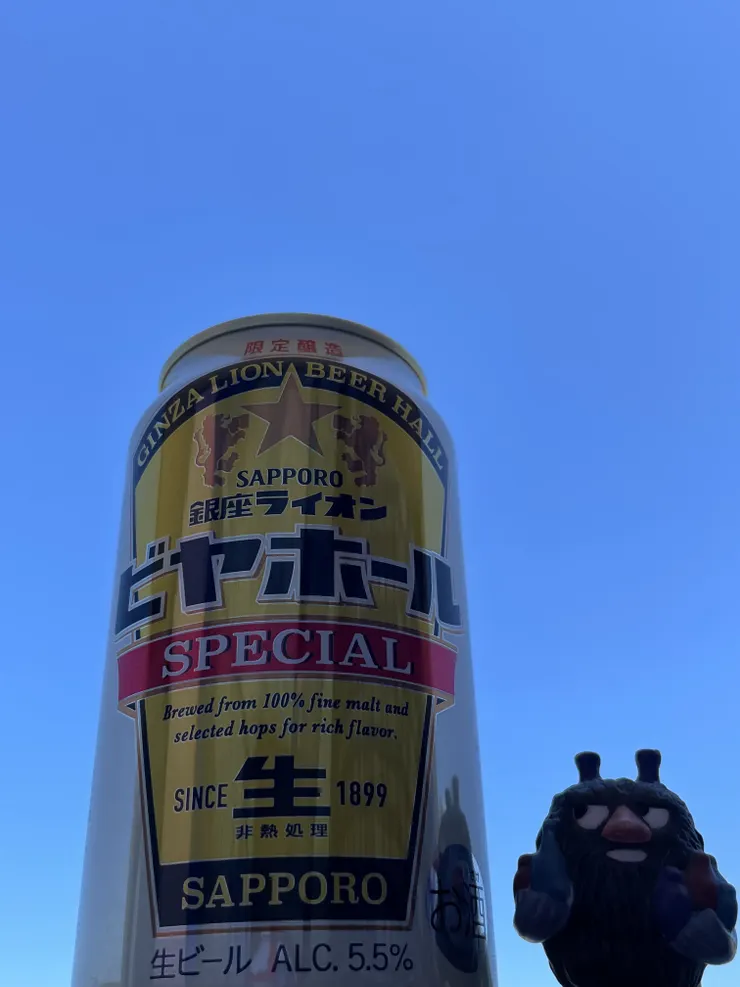 限定醸造
GINZA LION BEER HALL
SAPPORO
銀座ライオン
ビヤホール
SPECIAL
Brewed from 100% fine malt and
selected hops for rich flavor.
SINCE 生 1899
非熱処理
SAPPORO
生ビール ALC. 5.5%
お酒